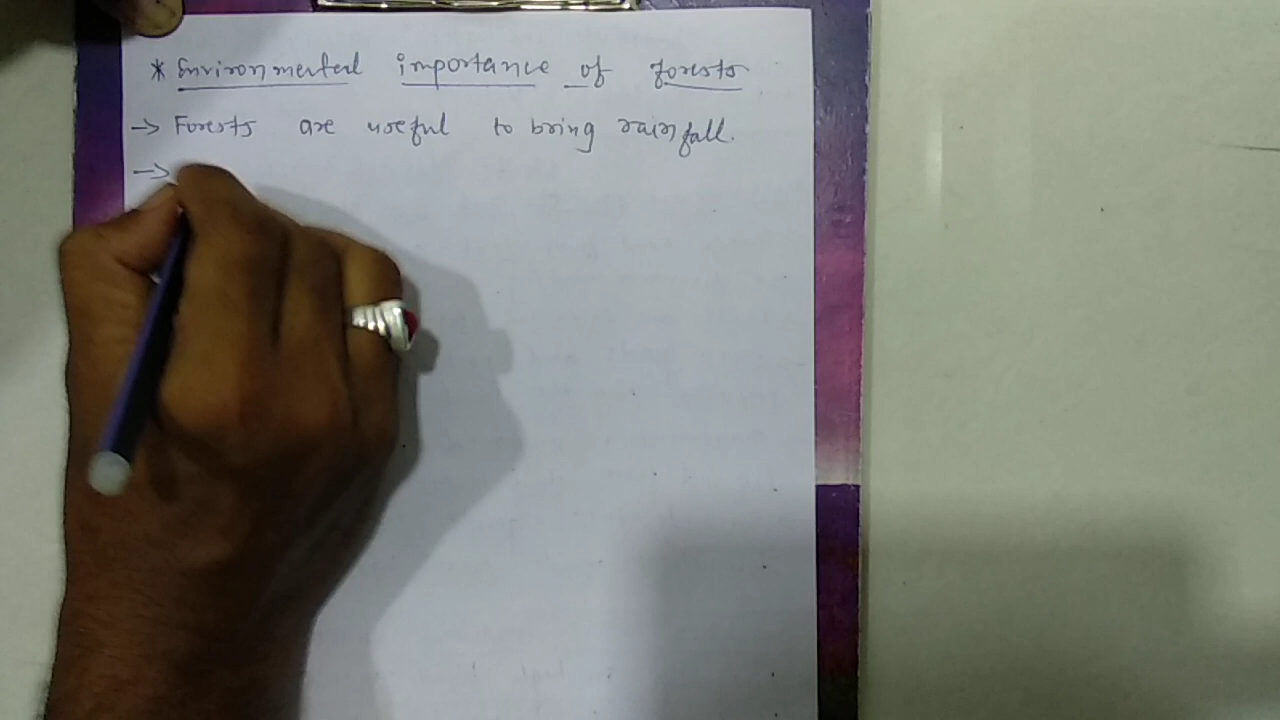 * Environmental importance of forests
→ Forests are useful to bring rainfall.
→